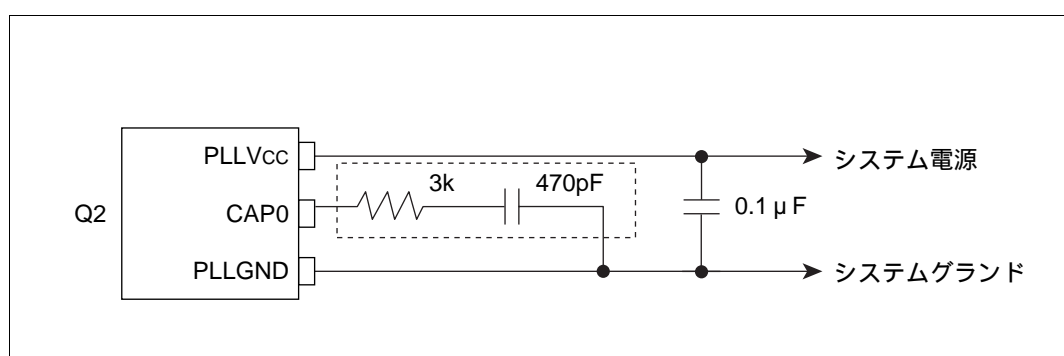 PLLVCC
システム電源
3k
470pF
Q2
CAP0
0.1 μ F
PLLGND
システムグランド